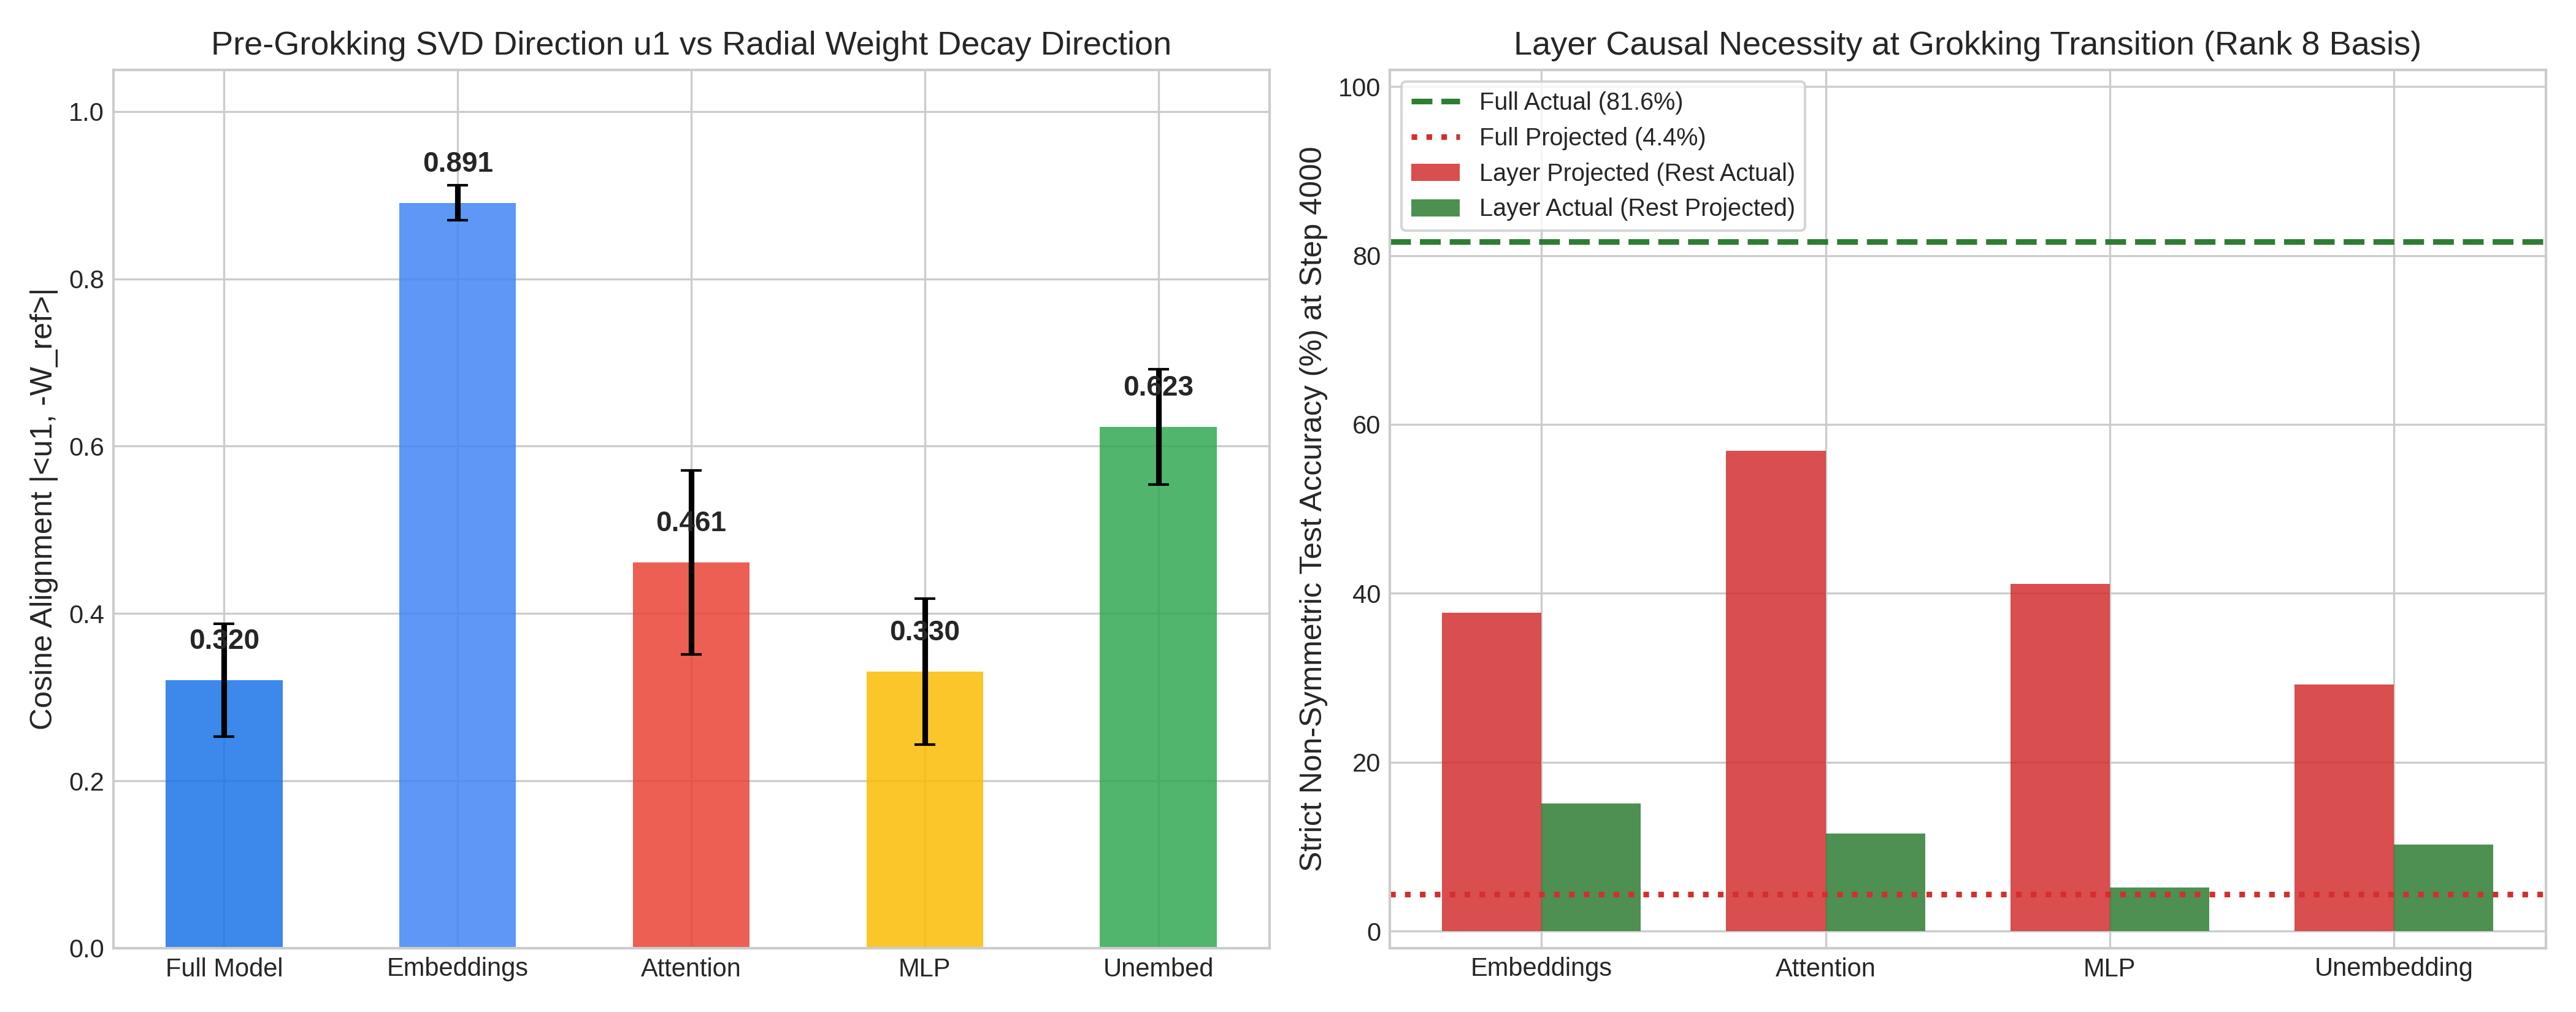 Pre-Grokking SVD Direction u1 vs Radial Weight Decay Direction
Cosine Alignment |<u1, -W_ref>|
1.0
0.8
0.6
0.4
0.2
0.0
0.320
0.891
0.461
0.330
0.623
Full Model
Embeddings
Attention
MLP
Unembed
Layer Causal Necessity at Grokking Transition (Rank 8 Basis)
Strict Non-Symmetric Test Accuracy (%) at Step 4000
100
80
60
40
20
0
Full Actual (81.6%)
Full Projected (4.4%)
Layer Projected (Rest Actual)
Layer Actual (Rest Projected)
Embeddings
Attention
MLP
Unembedding